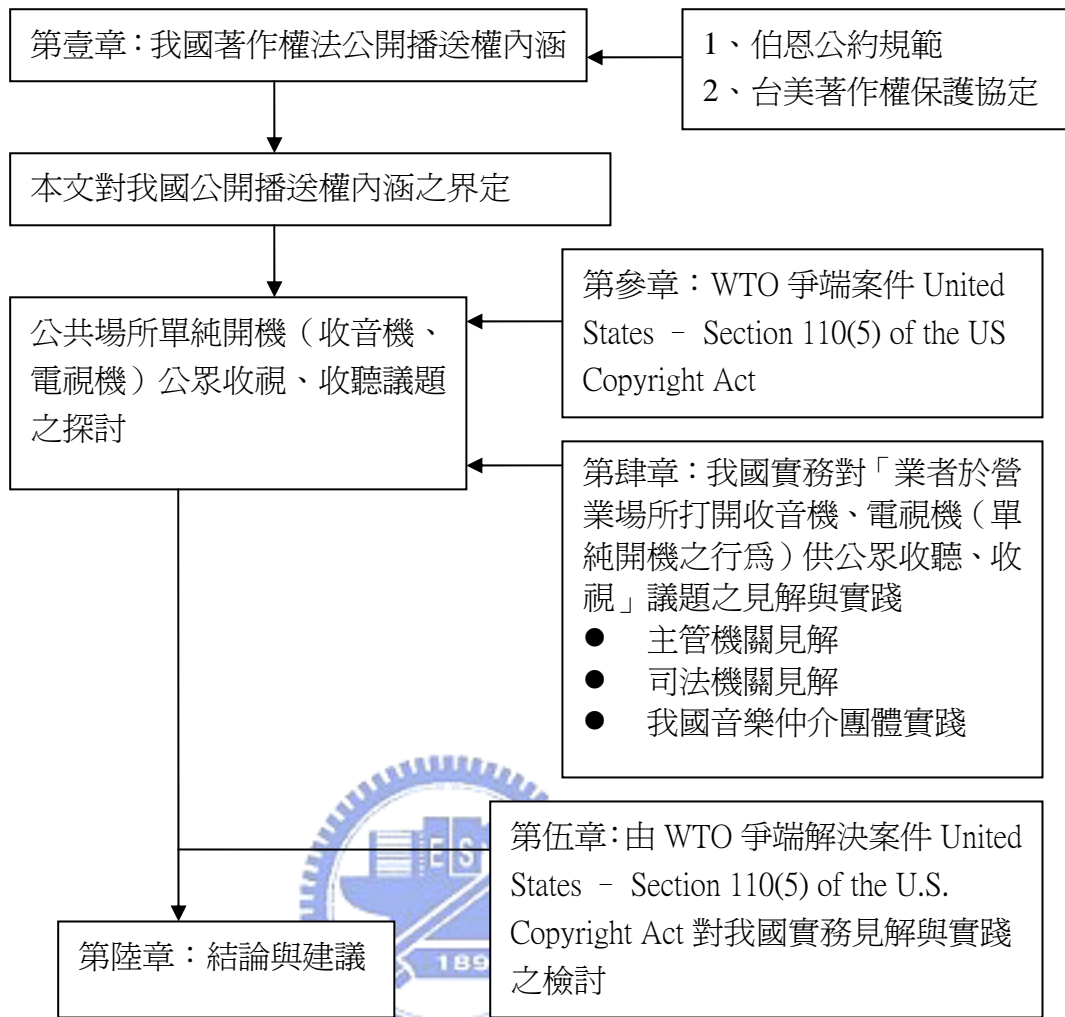 第壹章：我國著作權法公開播送權內涵
1、伯恩公約規範
2、台美著作權保護協定
本文對我國公開播送權內涵之界定
公共場所單純開機（收音機、
電視機）公眾收視、收聽議題
之探討
第參章：WTO 爭端案件 United
States – Section 110(5) of the US
Copyright Act
第肆章：我國實務對「業者於營
業場所打開收音機、電視機（單
純開機之行為）供公眾收聽、收
視」議題之見解與實踐
● 主管機關見解
● 司法機關見解
● 我國音樂仲介團體實踐
第伍章：由 WTO 爭端解決案件 United
States – Section 110(5) of the U.S.
Copyright Act 對我國實務見解與實踐
之檢討
第陸章：結論與建議
E S
189